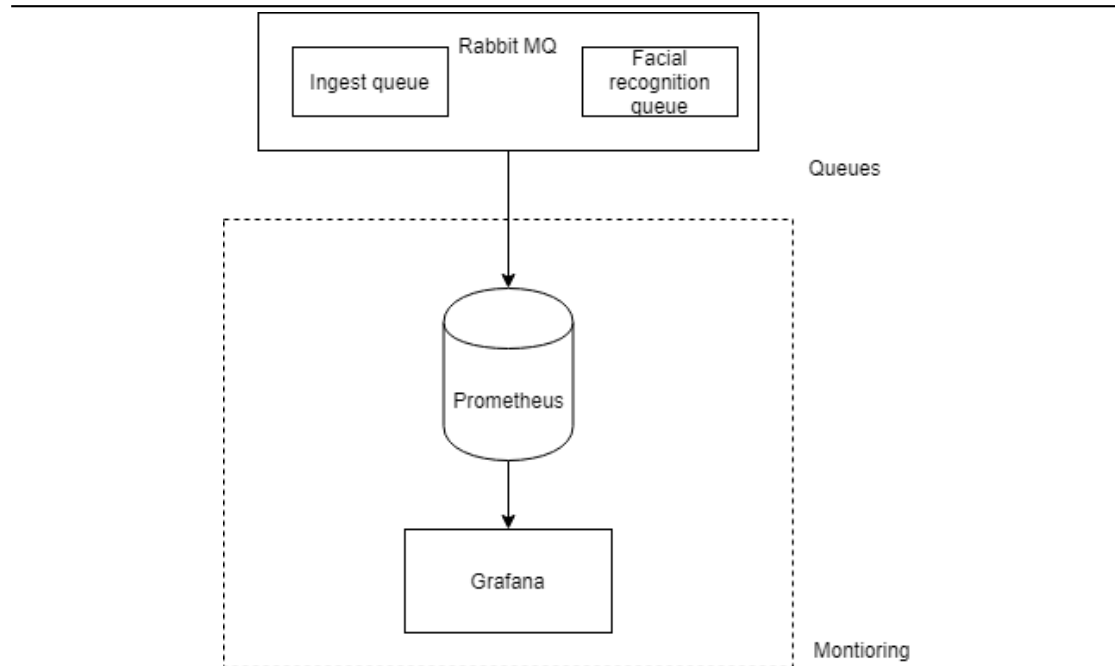 Rabbit MQ
Ingest queue
Facial
recognition
queue
Queues
Prometheus
Grafana
Montioring